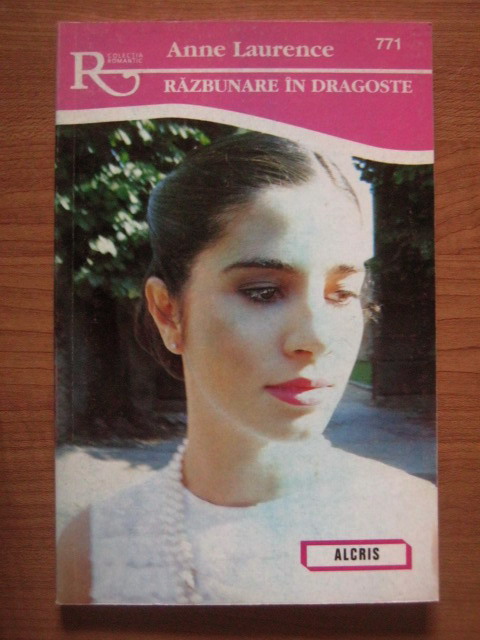 Anne Laurence
771
R
COLECȚIA
ROMANTIC
RĂZBUNARE ÎN DRAGOSTE
ALCRIS